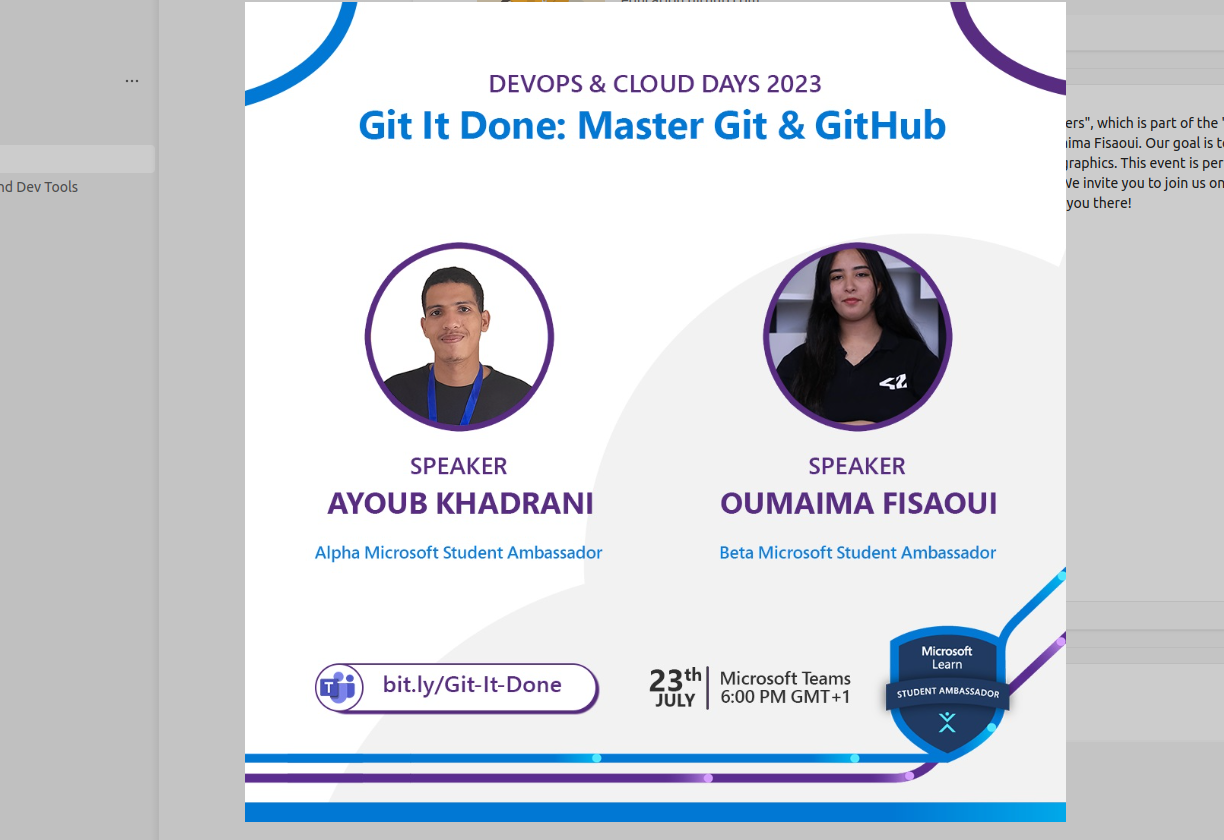 ...
nd Dev Tools
DEVOPS & CLOUD DAYS 2023
Git It Done: Master Git & GitHub
ers", which is part of the "
ima Fisaoui. Our goal is to
graphics. This event is per
We invite you to join us on
you there!
SPEAKER
AYOUB KHADRANI
Alpha Microsoft Student Ambassador
SPEAKER
OUMAIMA FISAOUI
Beta Microsoft Student Ambassador
bit.ly/Git-It-Done
23th
JULY
Microsoft Teams
6:00 PM GMT+1
Microsoft
Learn
STUDENT AMBASSADOR